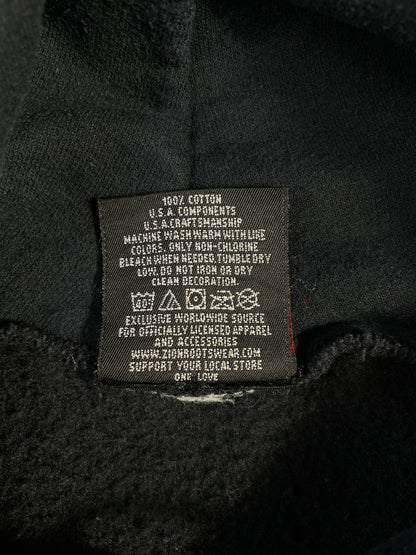 100% COTTON
U.S.A. COMPONENTS
U.S.A. CRAFTSMANSHIP
MACHINE WASH WARM WITH LIKE
COLORS. ONLY NON-CHLORINE
BLEACH WHEN NEEDED. TUMBLE DRY
LOW. DO NOT IRON OR DRY
CLEAN DECORATION.
EXCLUSIVE WORLDWIDE SOURCE
FOR OFFICIALLY LICENSED APPAREL
AND ACCESSORIES
WWW.ZIONROOTSWEAR.COM
SUPPORT YOUR LOCAL STORE
ONE LOVE